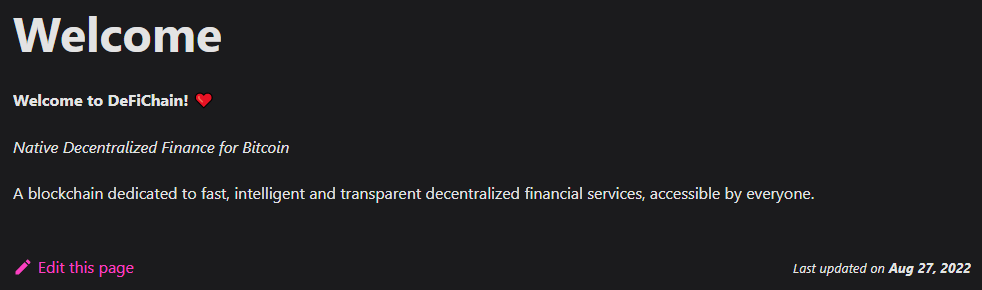 Welcome
Welcome to DeFiChain! ❤️
Native Decentralized Finance for Bitcoin
A blockchain dedicated to fast, intelligent and transparent decentralized financial services, accessible by everyone.
Edit this page
Last updated on Aug 27, 2022